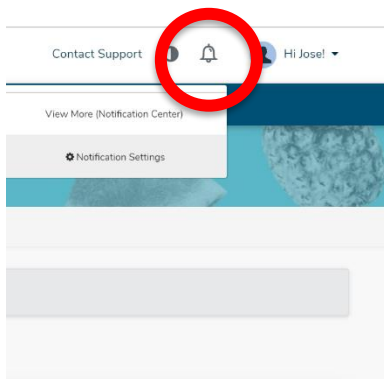 Contact Support Hi Jose!
View More (Notification Center)
Notification Settings